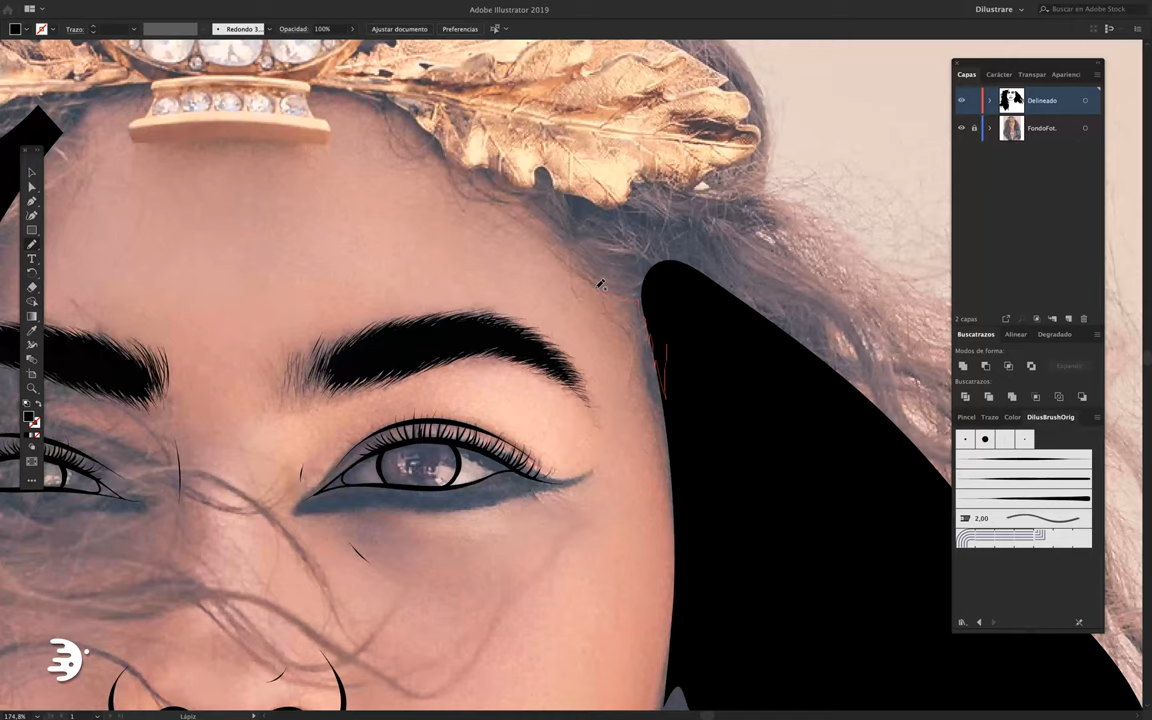 Adobe Illustrator 2019
Dilustrare
Buscar en Adobe Stock
Trazo:
Redondo 3...
Opacidad: 100%
Ajustar documento
Preferencias
Capas Carácter Transpar Aparienci
Delineado
FondoFot.
2 capas
Buscatrazos Alinear Degradado
Modos de forma:
Expandir
Buscatrazos:
Pincel Trazo Color DilusBrushOrig
2,00
174,8% 1 Lápiz